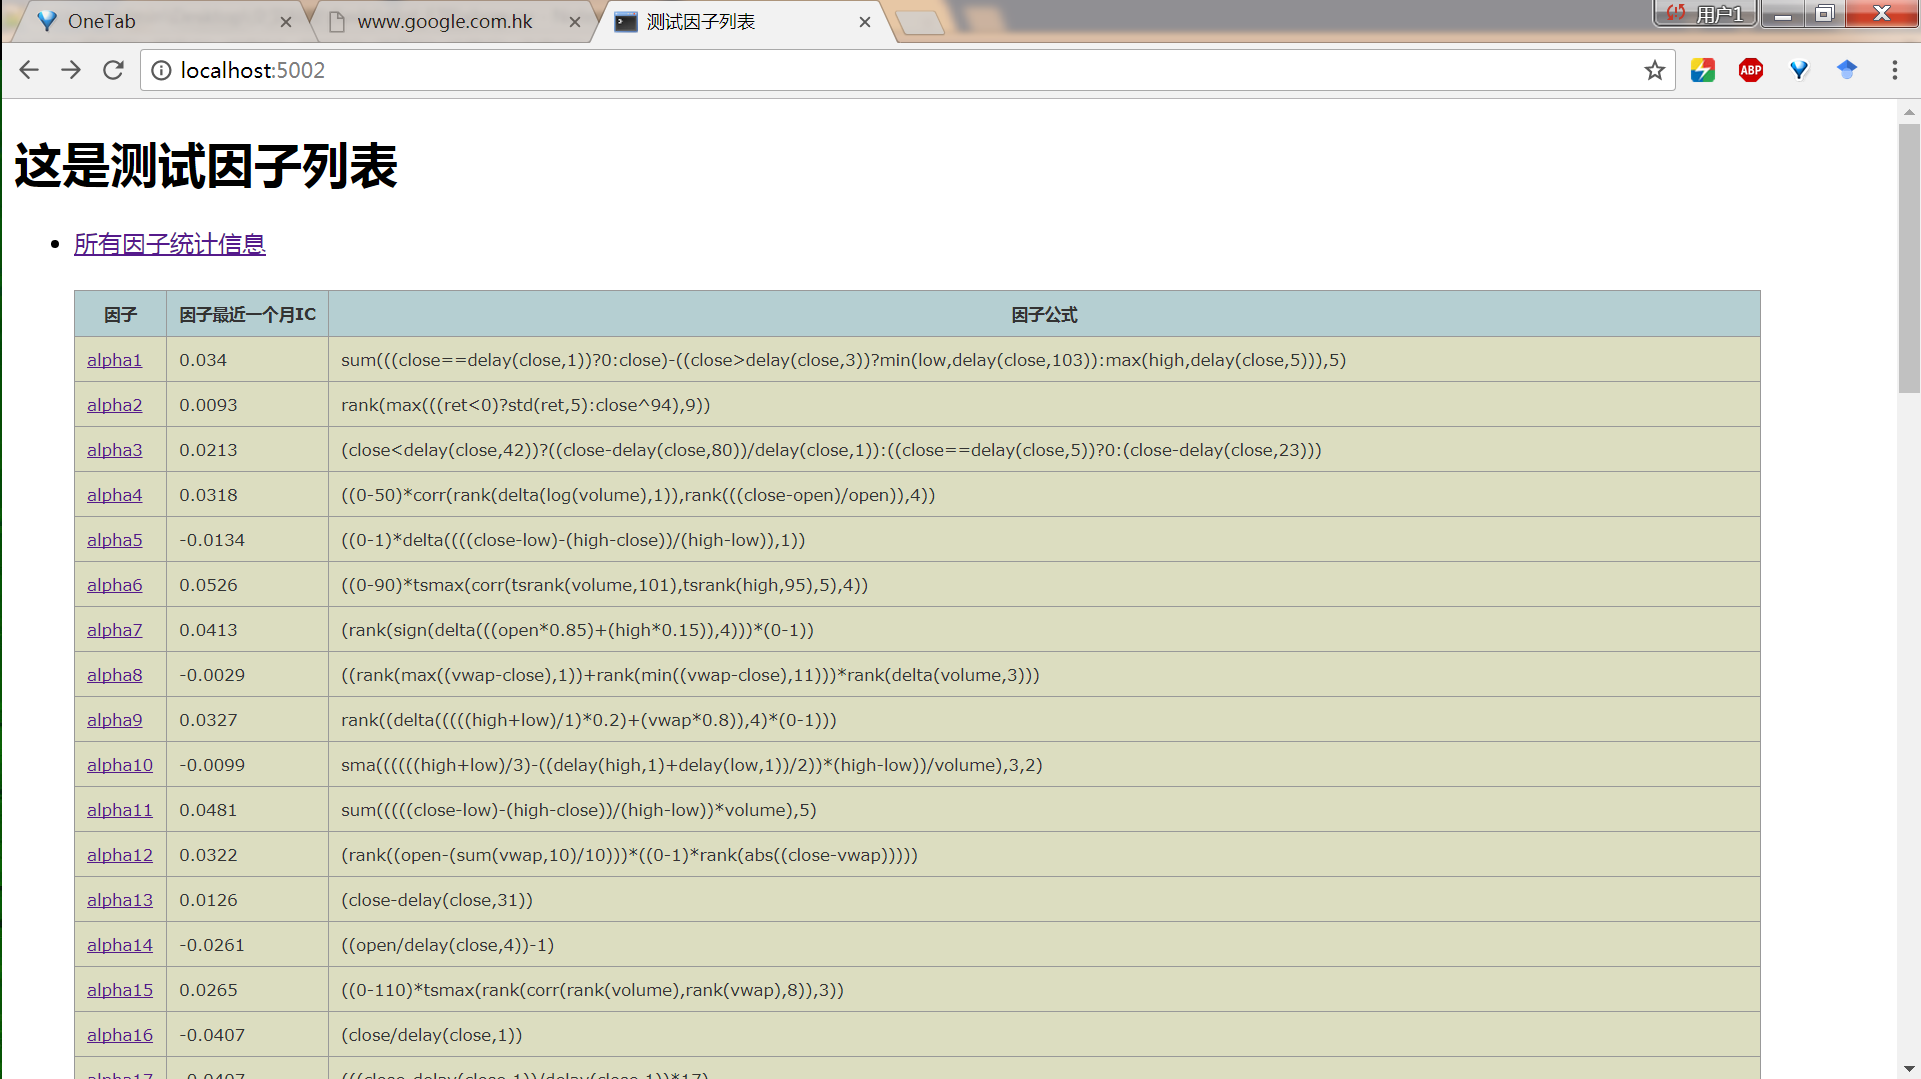 OneTab
www.google.com.hk
测试因子列表
用户1
localhost:5002
ABP
这是测试因子列表
所有因子统计信息
因子 因子最近一个月IC 因子公式
alpha1 0.034 sum(((close==delay(close,1))?0:close)-((close>delay(close,3))?min(low,delay(close,103)):max(high,delay(close,5))),5)
alpha2 0.0093 rank(max(((ret<0)?std(ret,5):close^94),9))
alpha3 0.0213 (close<delay(close,42))?((close-delay(close,80))/delay(close,1)):((close==delay(close,5))?0:(close-delay(close,23)))
alpha4 0.0318 ((0-50)*corr(rank(delta(log(volume),1)),rank(((close-open)/open)),4))
alpha5 -0.0134 ((0-1)*delta((((close-low)-(high-close))/(high-low)),1))
alpha6 0.0526 ((0-90)*tsmax(corr(tsrank(volume,101),tsrank(high,95),5),4))
alpha7 0.0413 (rank(sign(delta(((open*0.85)+(high*0.15)),4)))*(0-1))
alpha8 -0.0029 ((rank(max((vwap-close),1))+rank(min((vwap-close),11)))*rank(delta(volume,3)))
alpha9 0.0327 rank((delta(((((high+low)/1)*0.2)+(vwap*0.8)),4)*(0-1)))
alpha10 -0.0099 sma((((((high+low)/3)-((delay(high,1)+delay(low,1))/2))*(high-low))/volume),3,2)
alpha11 0.0481 sum(((((close-low)-(high-close))/(high-low))*volume),5)
alpha12 0.0322 (rank((open-(sum(vwap,10)/10)))*((0-1)*rank(abs((close-vwap)))))
alpha13 0.0126 (close-delay(close,31))
alpha14 -0.0261 ((open/delay(close,4))-1)
alpha15 0.0265 ((0-110)*tsmax(rank(corr(rank(volume),rank(vwap),8)),3))
alpha16 -0.0407 (close/delay(close,1))
alpha17 -0.0407 (((close-delay(close,1))/delay(close,1))*17)